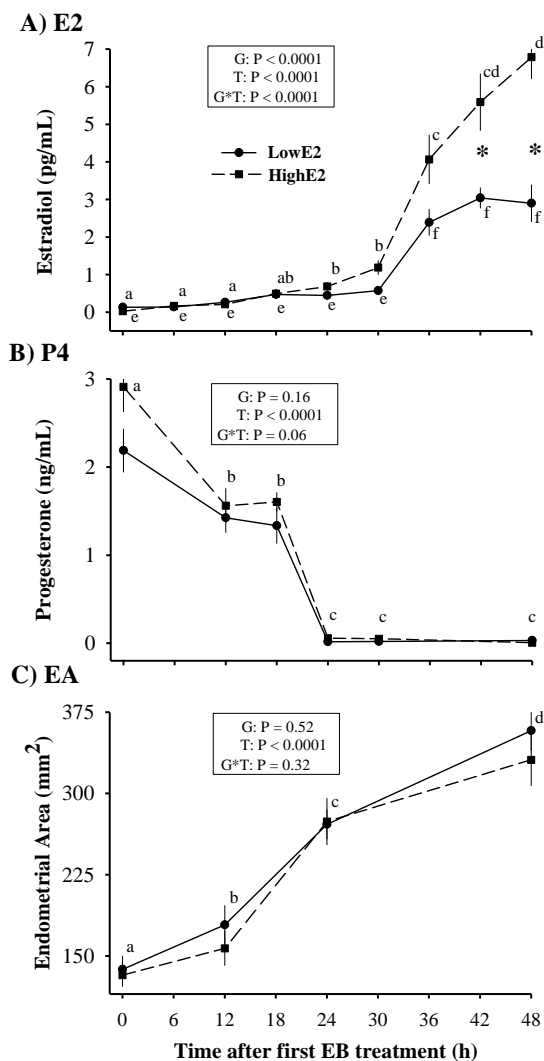 A) E2
7
6
5
4
3
2
1
0
Estradiol (pg/mL)
G: P < 0.0001
T: P < 0.0001
G*T: P < 0.0001
LowE2
HighE2
a a a ab b b c cd d
* *
e e e e e e f f f
B) P4
3
2
1
0
Progesterone (ng/mL)
G: P = 0.16
T: P < 0.0001
G*T: P = 0.06
a b b c c c
C) EA
375
300
225
150
Endometrial Area (mm²)
G: P = 0.52
T: P < 0.0001
G*T: P = 0.32
a b c d
0 6 12 18 24 30 36 42 48
Time after first EB treatment (h)